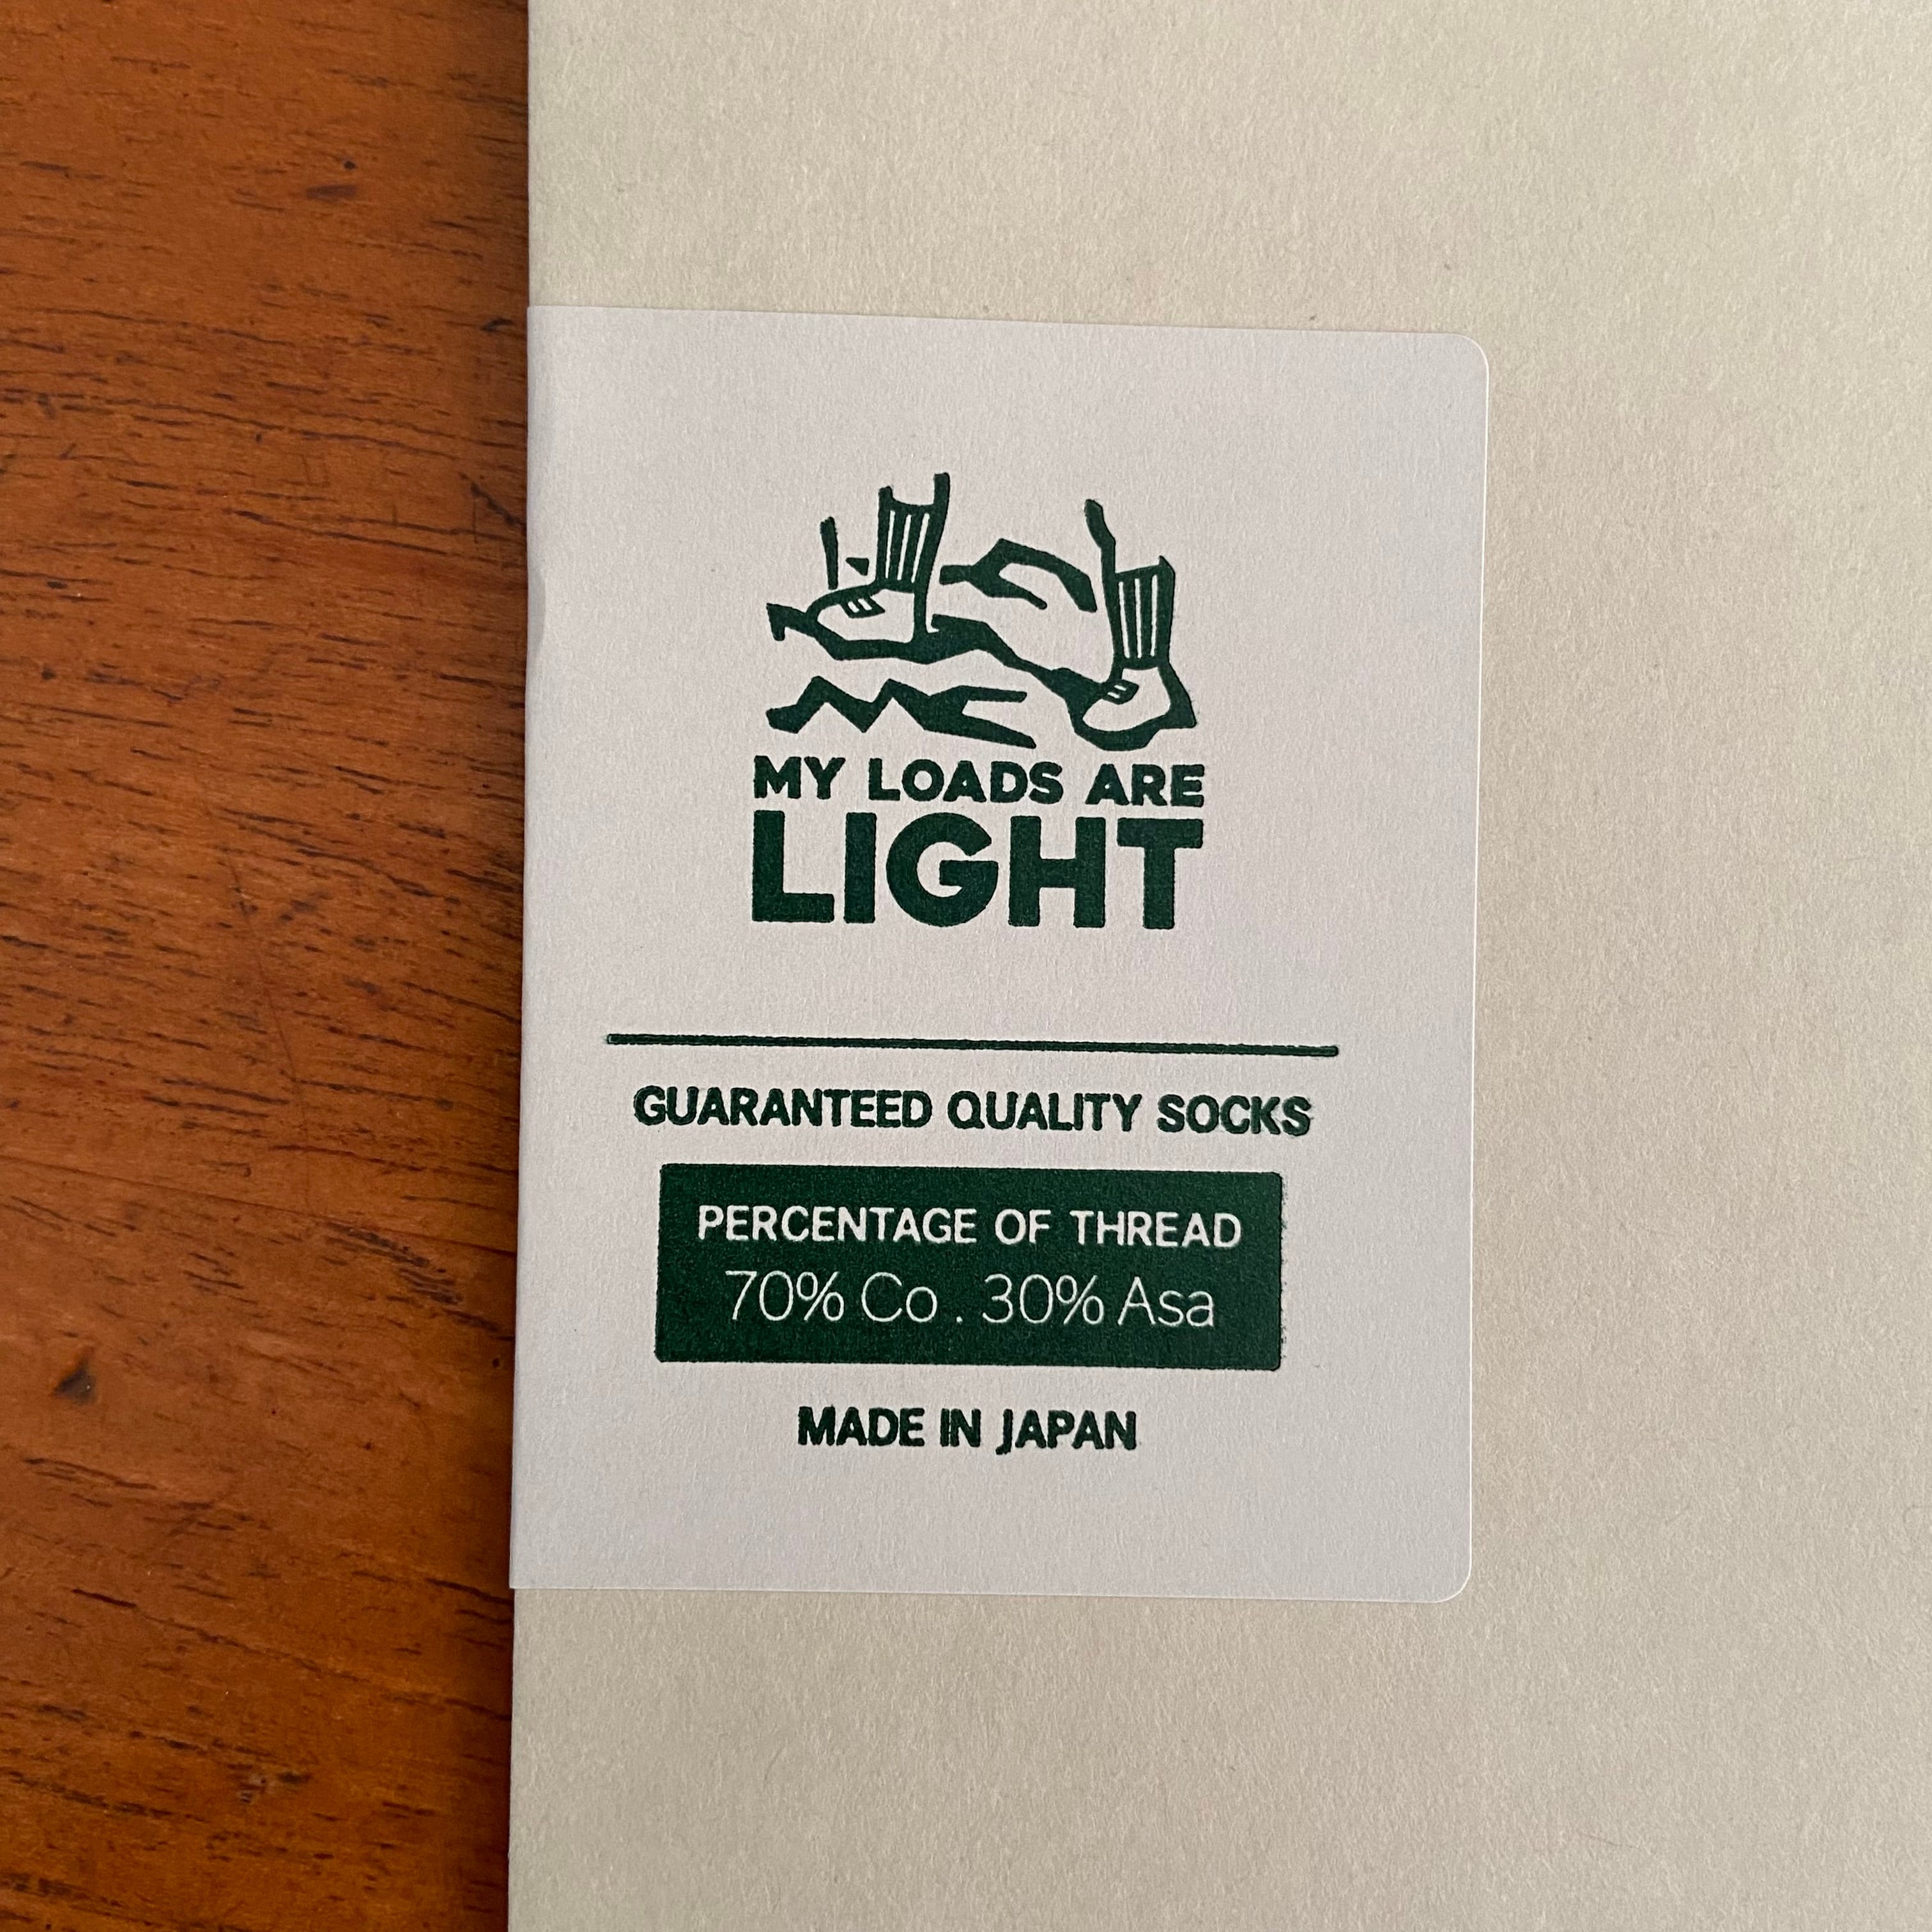 MY LOADS ARE
LIGHT
GUARANTEED QUALITY SOCKS
PERCENTAGE OF THREAD
70% Co . 30% Asa
MADE IN JAPAN